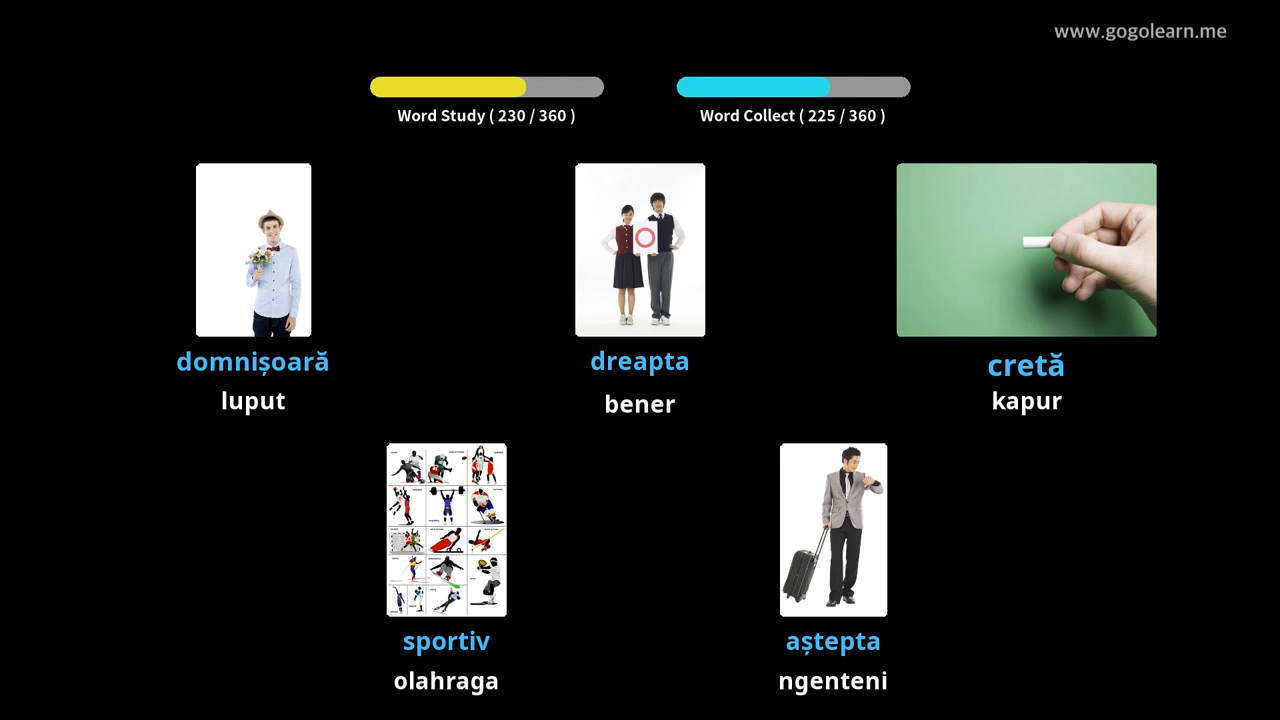 www.gogolearn.me
Word Study ( 230 / 360 )
Word Collect ( 225 / 360 )
domnișoară
luput
dreapta
bener
cretă
kapur
sportiv
olahraga
aștepta
ngenteni